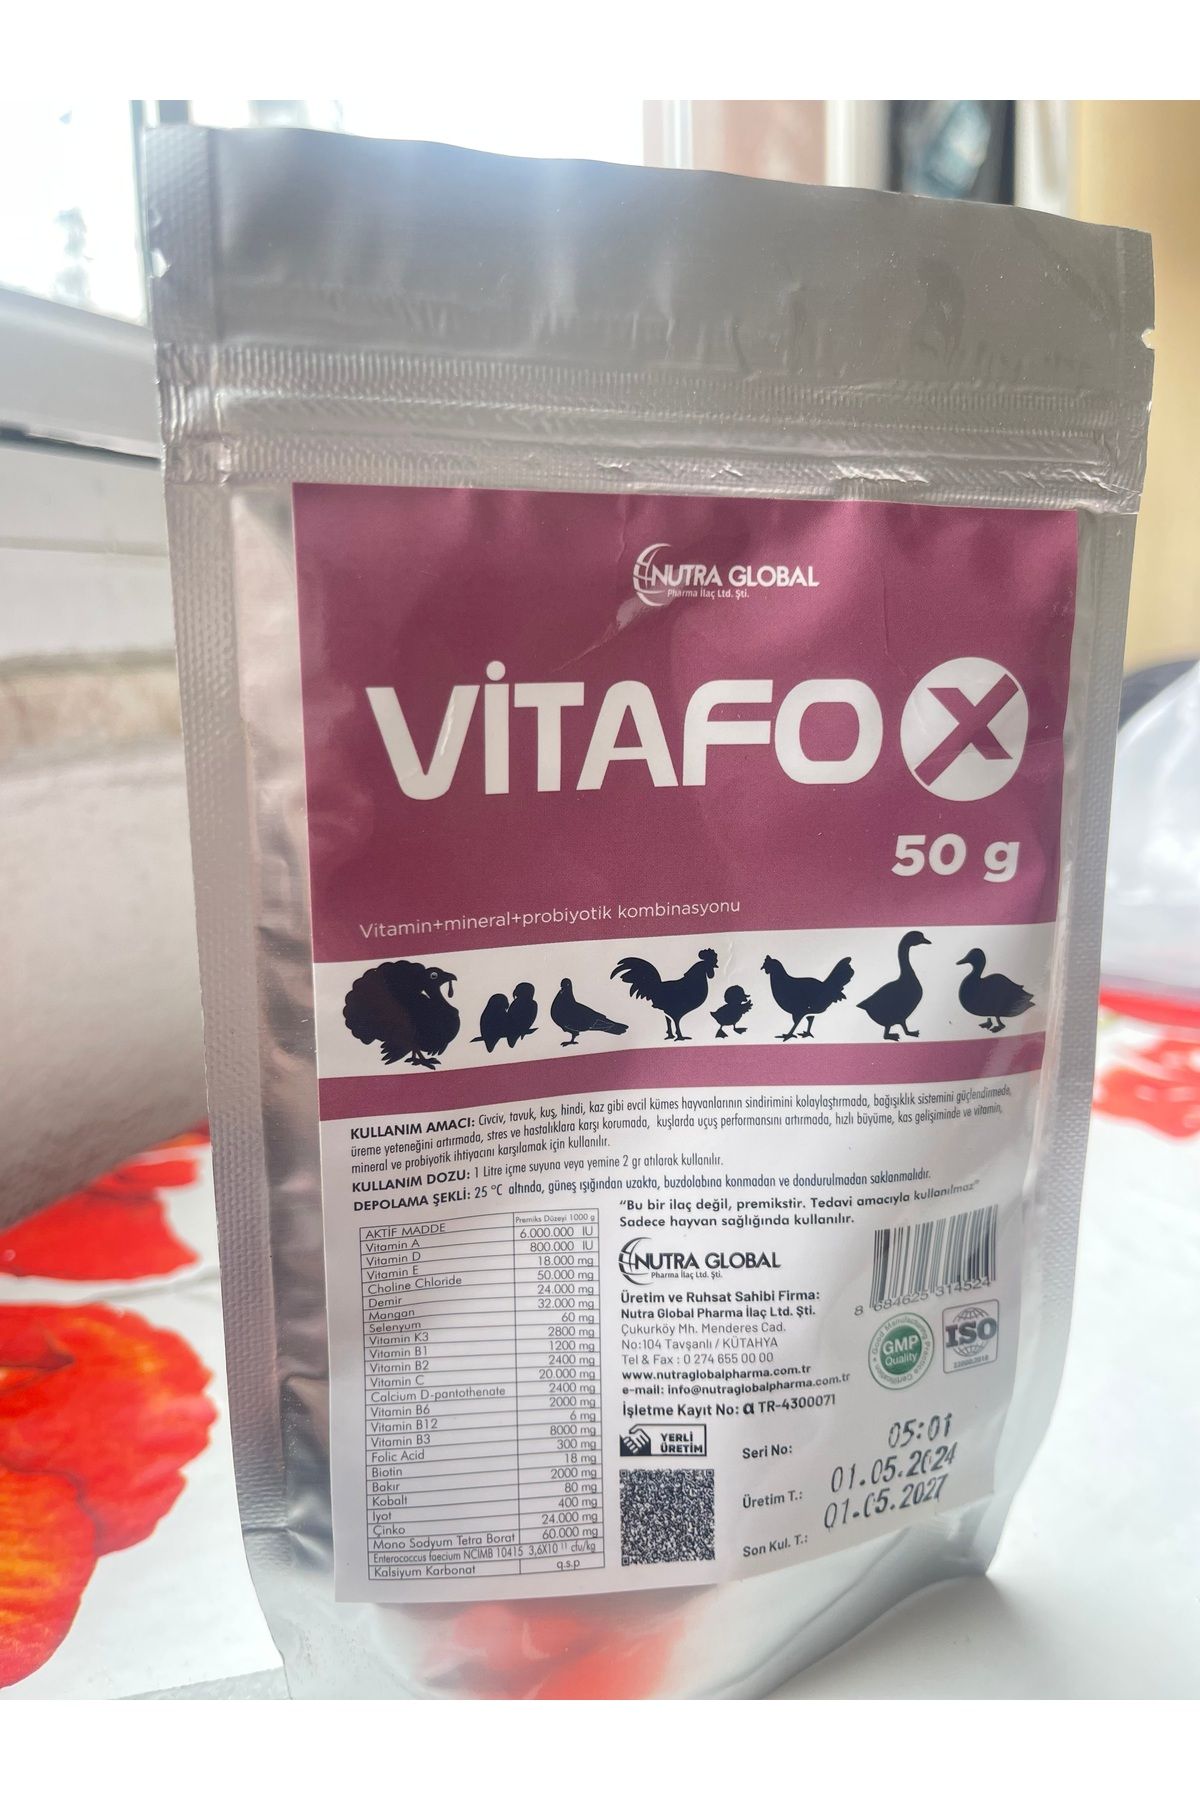 NUTRA GLOBAL
Pharma İlaç Ltd. Şti.
VİTAFOX
50 g
Vitamin+mineral+probiyotik kombinasyonu
KULLANIM AMACI: Civciv, tavuk, kuş, hindi, kaz gibi evcil kümes hayvanlarının sindirimini kolaylaştırmada, bağışıklık sistemini güçlendirmede,
üreme yeteneğini artırmada, stres ve hastalıklara karşı korumada, kuşlarda uçuş performansını artırmada, hızlı büyüme, kas gelişiminde ve vitamin,
mineral ve probiyotik ihtiyacını karşılamak için kullanılır.
KULLANIM DOZU: 1 Litre içme suyuna veya yemine 2 gr atılarak kullanılır.
DEPOLAMA ŞEKLİ: 25 °C altında, güneş ışığından uzakta, buzdolabına konmadan ve dondurulmadan saklanmalıdır.
AKTİF MADDE Premiks Düzeyi 1000 g
Vitamin A 6.000.000 IU
Vitamin D 800.000 IU
Vitamin E 18.000 mg
Choline Chloride 50.000 mg
Demir 24.000 mg
Mangan 32.000 mg
Selenyum 60 mg
Vitamin K3 2800 mg
Vitamin B1 1200 mg
Vitamin B2 2400 mg
Vitamin C 20.000 mg
Calcium D-pantothenate 2400 mg
Vitamin B6 2000 mg
Vitamin B12 6 mg
Vitamin B3 8000 mg
Folic Acid 300 mg
Biotin 18 mg
Bakır 2000 mg
Kobalt 80 mg
İyot 400 mg
Çinko 24.000 mg
Mono Sodyum Tetra Borat 60.000 mg
Enterococcus faecium NCIMB 10415 3,6X10¹¹ cfu/kg
Kalsiyum Karbonat q.s.p
"Bu bir ilaç değil, premikstir. Tedavi amacıyla kullanılmaz"
Sadece hayvan sağlığında kullanılır.
NUTRA GLOBAL
Pharma İlaç Ltd. Şti.
Üretim ve Ruhsat Sahibi Firma:
Nutra Global Pharma İlaç Ltd. Şti.
Çukurköy Mh. Menderes Cad.
No:104 Tavşanlı / KÜTAHYA
Tel & Fax : 0 274 655 00 00
www.nutraglobalpharma.com.tr
e-mail: info@nutraglobalpharma.com.tr
İşletme Kayıt No: α TR-4300071
8 684625 314524
GMP
Quality
ISO
YERLİ
ÜRETİM
Seri No: 05:01
Üretim T.: 01.05.2024
Son Kul. T.: 01.05.2027